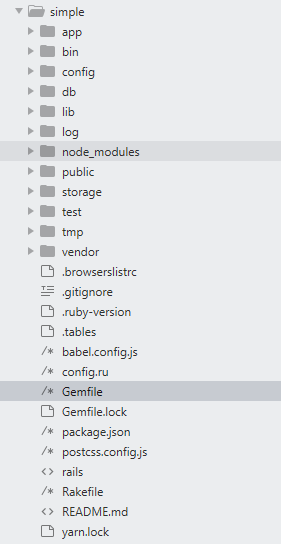 simple
app
bin
config
db
lib
log
node_modules
public
storage
test
tmp
vendor
.browserslistrc
.gitignore
.ruby-version
.tables
babel.config.js
config.ru
Gemfile
Gemfile.lock
package.json
postcss.config.js
rails
Rakefile
README.md
yarn.lock